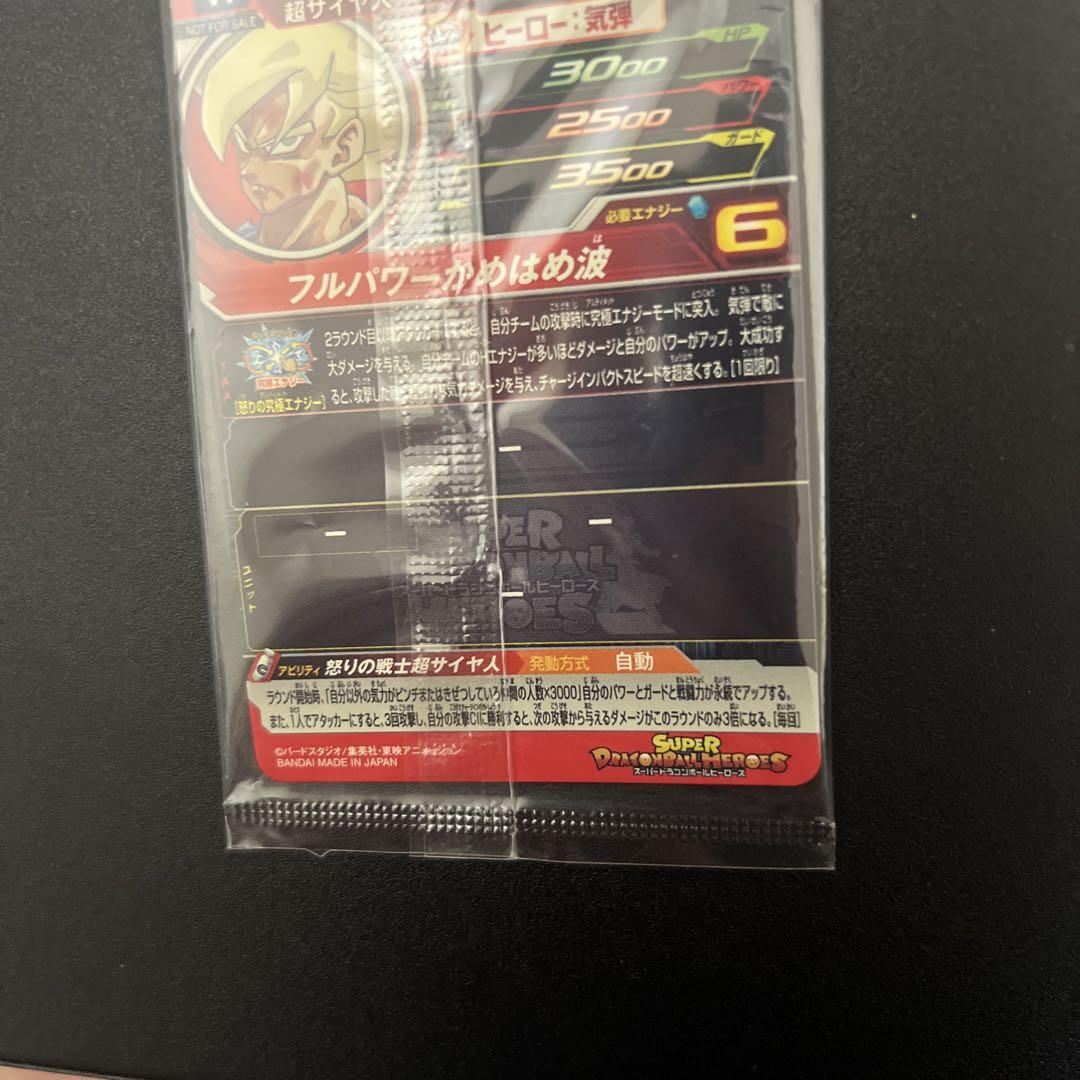 超サイヤ人
NOT FOR SALE
ヒーロー:気弾
HP
3000
パワー
2500
ガード
3500
必要エナジー 6
フルパワーかめはめ波
2ラウンド目以降 自分チームの攻撃時に究極エナジーモードに突入。気弾で敵に
大ダメージを与える。自分チームのHエナジーが多いほどダメージと自分のパワーがアップ。大成功す
ると、攻撃した 気力ダメージを与え、チャージインパクトスピードを超速くする。[1回限り]
究極エナジー
[怒りの究極エナジー]
ユニット
SUPER DRAGONBALL HEROES
スーパードラゴンボールヒーローズ
アビリティ 怒りの戦士超サイヤ人 発動方式 自動
ラウンド開始時、「自分以外の気力がピンチまたはきぜつしている仲間の人数×3000」自分のパワーとガードと戦闘力が永続でアップする。
また、1人でアタッカーにすると、3回攻撃し、自分の攻撃CIに勝利すると、次の攻撃から与えるダメージがこのラウンドのみ3倍になる。[毎回]
©バードスタジオ/集英社・東映アニメーション
BANDAI MADE IN JAPAN
SUPER DRAGONBALL HEROES
スーパードラゴンボールヒーローズ